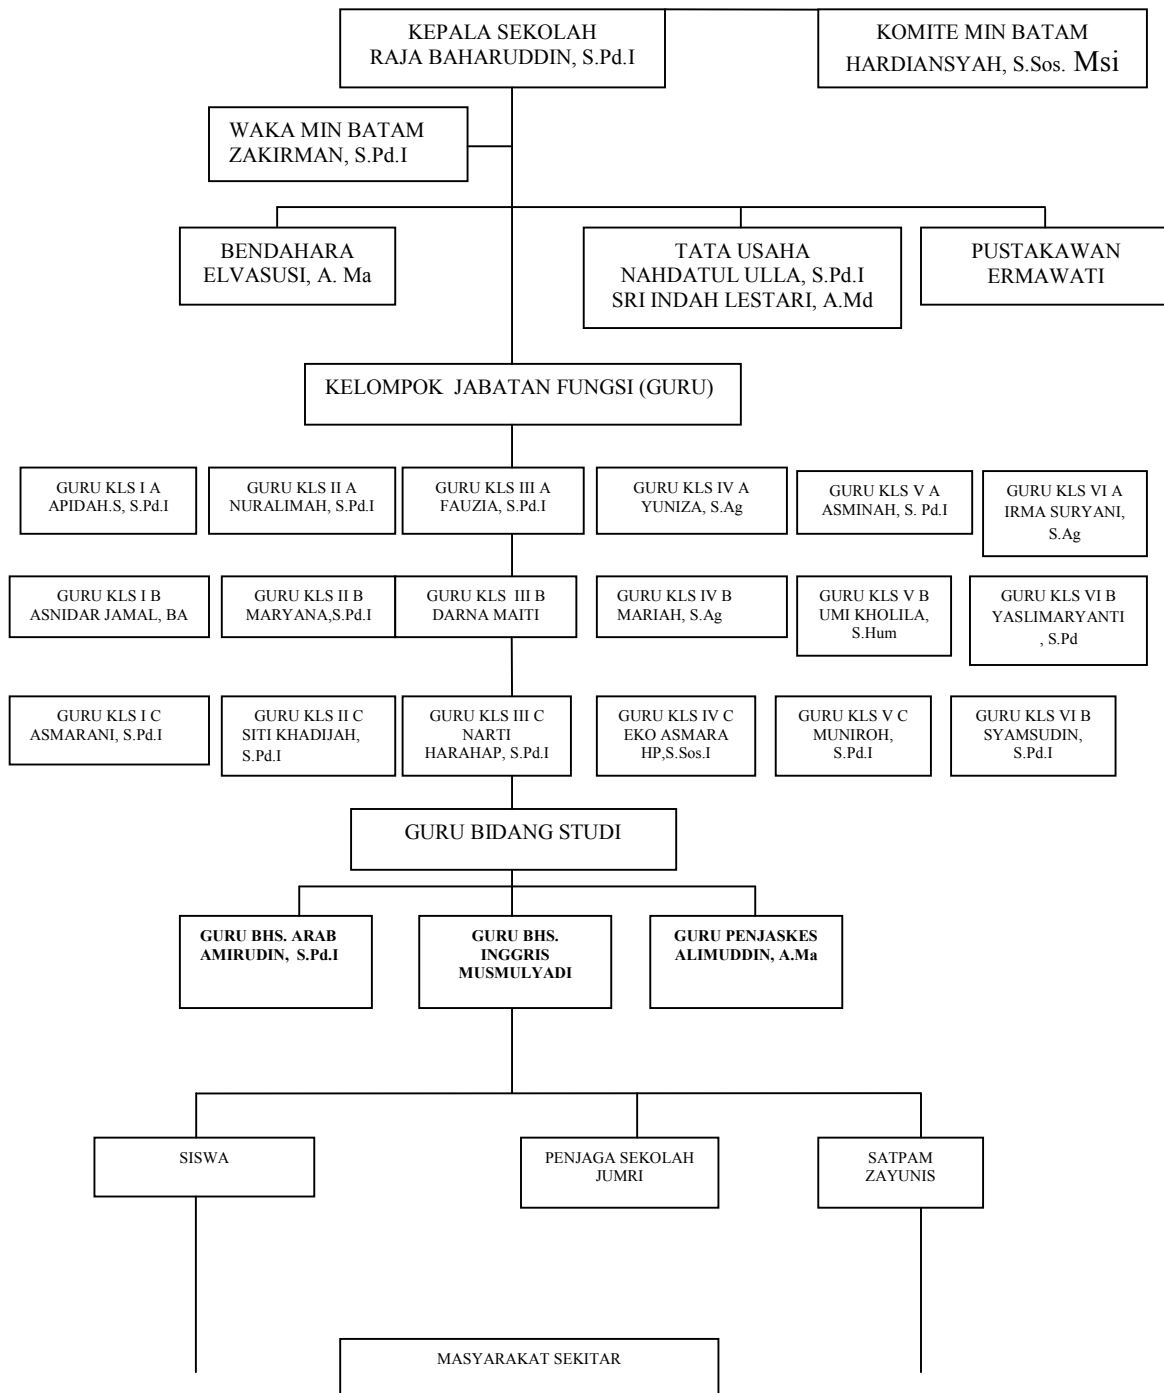 KEPALA SEKOLAH
RAJA BAHARUDDIN, S.Pd.I
KOMITE MIN BATAM
HARDIANSYAH, S.Sos. Msi
WAKA MIN BATAM
ZAKIRMAN, S.Pd.I
BENDAHARA
ELVASUSI, A. Ma
TATA USAHA
NAHDATUL ULLA, S.Pd.I
SRI INDAH LESTARI, A.Md
PUSTAKAWAN
ERMAWATI
KELOMPOK JABATAN FUNGSI (GURU)
GURU KLS I A
APIDAH.S, S.Pd.I
GURU KLS II A
NURALIMAH, S.Pd.I
GURU KLS III A
FAUZIA, S.Pd.I
GURU KLS IV A
YUNIZA, S.Ag
GURU KLS V A
ASMINAH, S. Pd.I
GURU KLS VI A
IRMA SURYANI,
S.Ag
GURU KLS I B
ASNIDAR JAMAL, BA
GURU KLS II B
MARYANA,S.Pd.I
GURU KLS III B
DARNA MAITI
GURU KLS IV B
MARIAH, S.Ag
GURU KLS V B
UMI KHOLILA,
S.Hum
GURU KLS VI B
YASLIMARYANTI
, S.Pd
GURU KLS I C
ASMARANI, S.Pd.I
GURU KLS II C
SITI KHADIJAH,
S.Pd.I
GURU KLS III C
NARTI
HARAHAP, S.Pd.I
GURU KLS IV C
EKO ASMARA
HP,S.Sos.I
GURU KLS V C
MUNIROH,
S.Pd.I
GURU KLS VI B
SYAMSUDIN,
S.Pd.I
GURU BIDANG STUDI
GURU BHS. ARAB
AMIRUDIN, S.Pd.I
GURU BHS.
INGGRIS
MUSMULYADI
GURU PENJASKES
ALIMUDDIN, A.Ma
SISWA
PENJAGA SEKOLAH
JUMRI
SATPAM
ZAYUNIS
MASYARAKAT SEKITAR